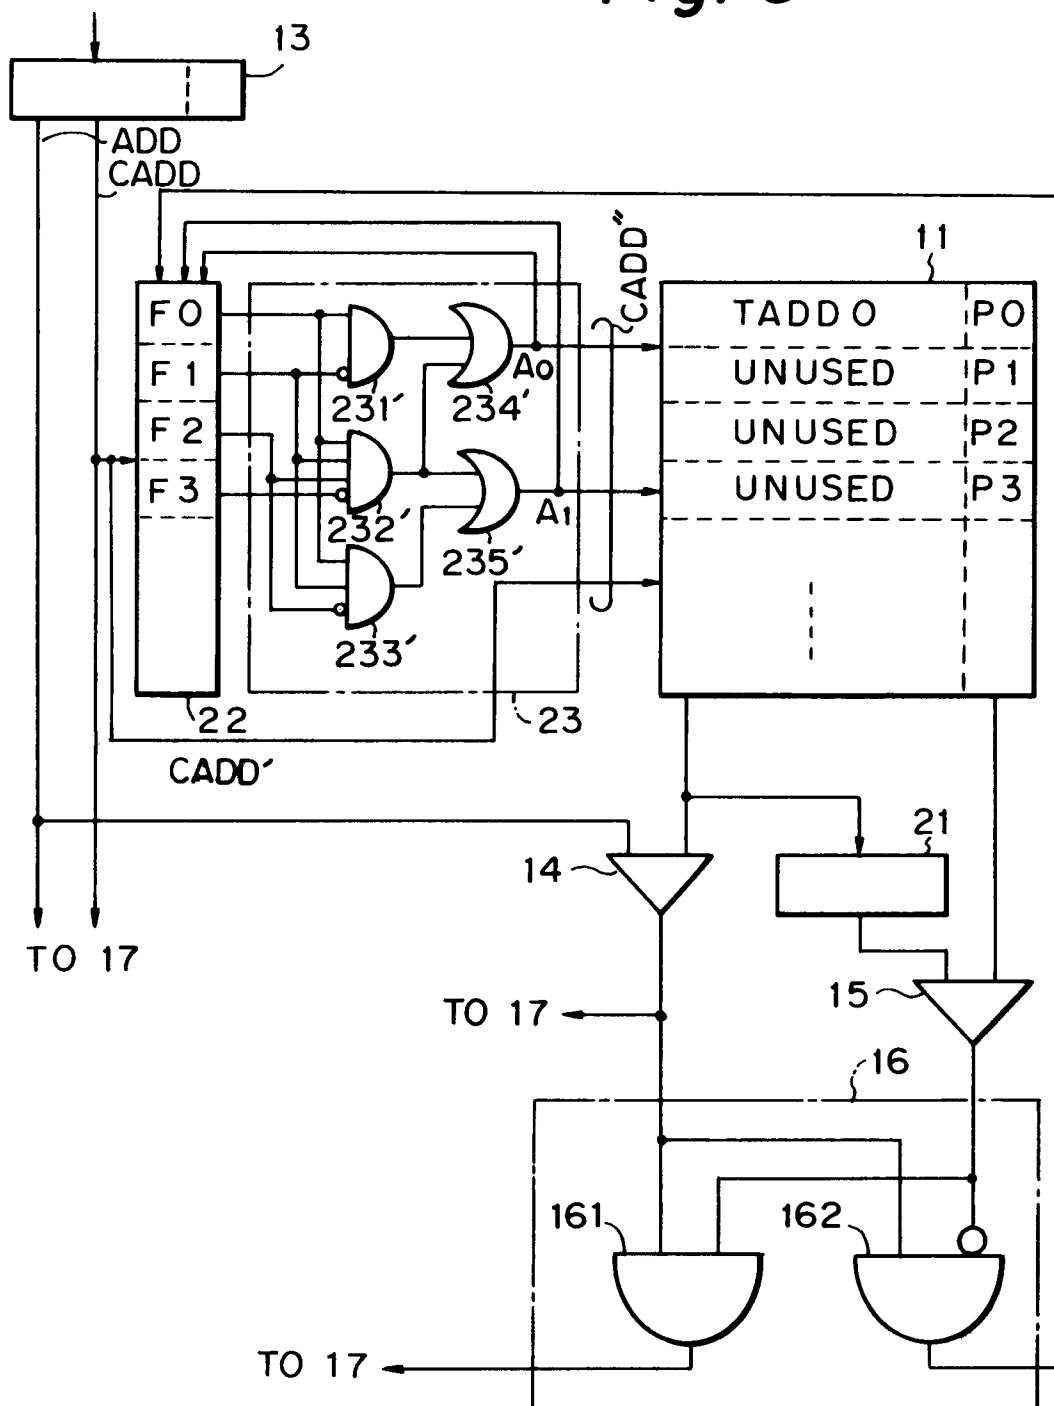 13
ADD
CADD
CADD"
11
F0
F1
F2
F3
231'
232'
233'
234'
235'
A0
A1
TADD0 P0
UNUSED P1
UNUSED P2
UNUSED P3
22
23
CADD'
14
21
TO 17
15
TO 17
16
161
162
TO 17